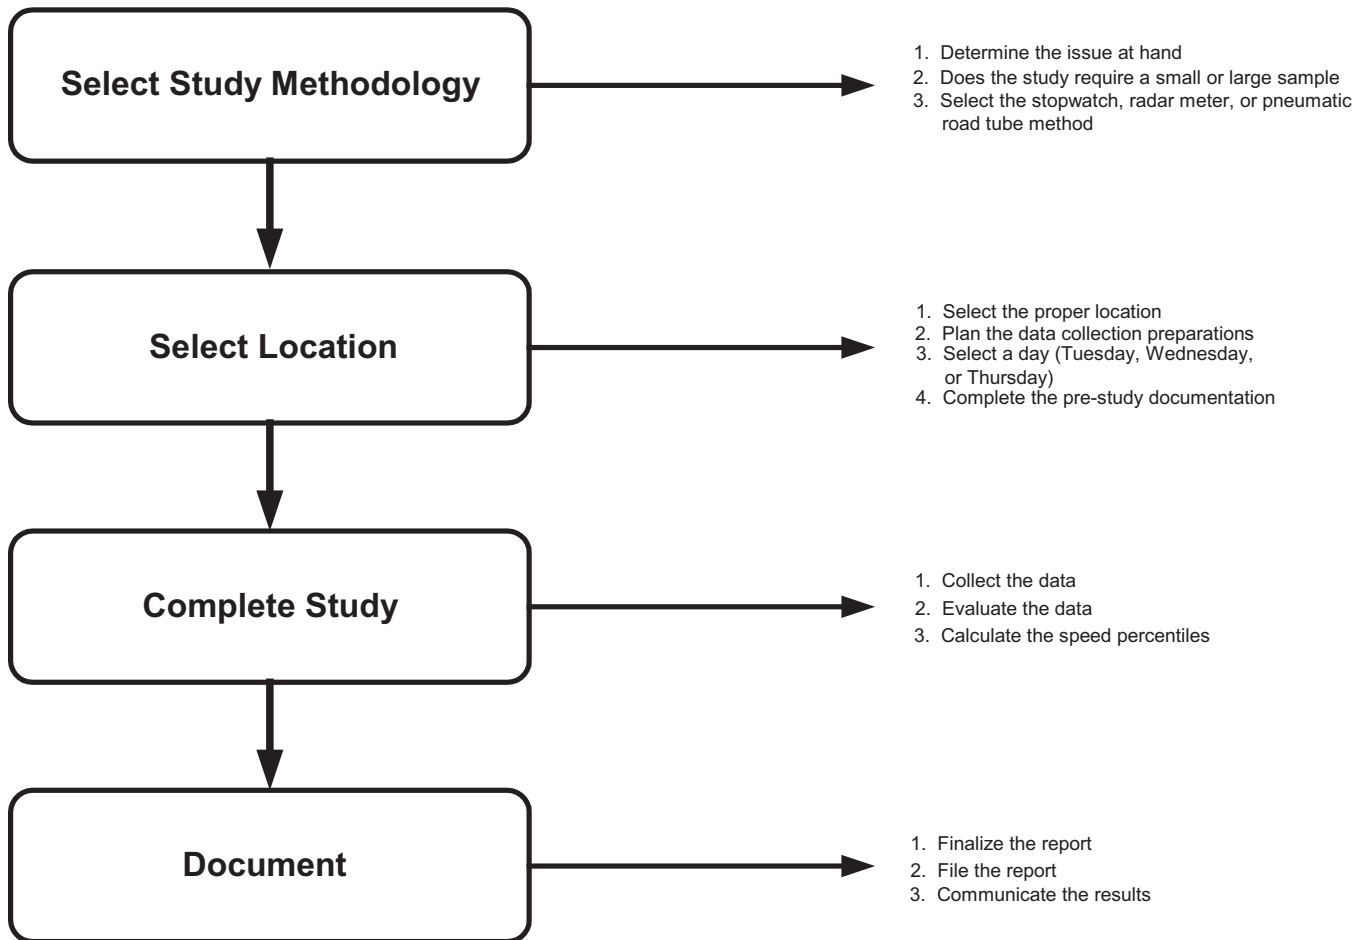 Select Study Methodology
1. Determine the issue at hand
2. Does the study require a small or large sample
3. Select the stopwatch, radar meter, or pneumatic
road tube method
Select Location
1. Select the proper location
2. Plan the data collection preparations
3. Select a day (Tuesday, Wednesday,
or Thursday)
4. Complete the pre-study documentation
Complete Study
1. Collect the data
2. Evaluate the data
3. Calculate the speed percentiles
Document
1. Finalize the report
2. File the report
3. Communicate the results